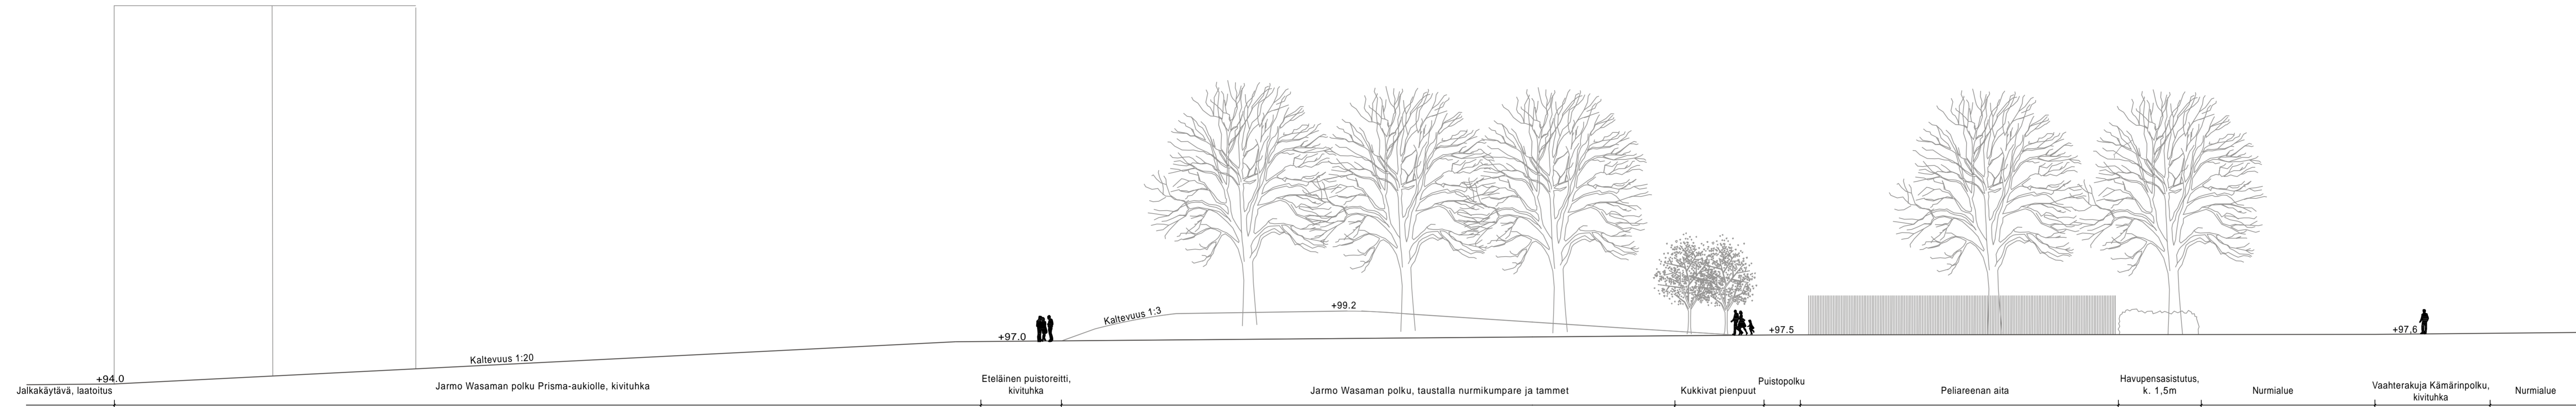 +99.2
Kaltevuus 1:3
+97.5
+97,6
+97.0
Kaltevuus 1:20
+94.0
Jalkakäytävä, laatoitus
Jarmo Wasaman polku Prisma-aukiolle, kivituhka
Eteläinen puistoreitti,
kivituhka
Jarmo Wasaman polku, taustalla nurmikumpare ja tammet
Kukkivat pienpuut
Puistopolku
Peliareenan aita
Havupensasistutus,
k. 1,5m
Nurmialue
Vaahterakuja Kämärinpolku,
kivituhka
Nurmialue